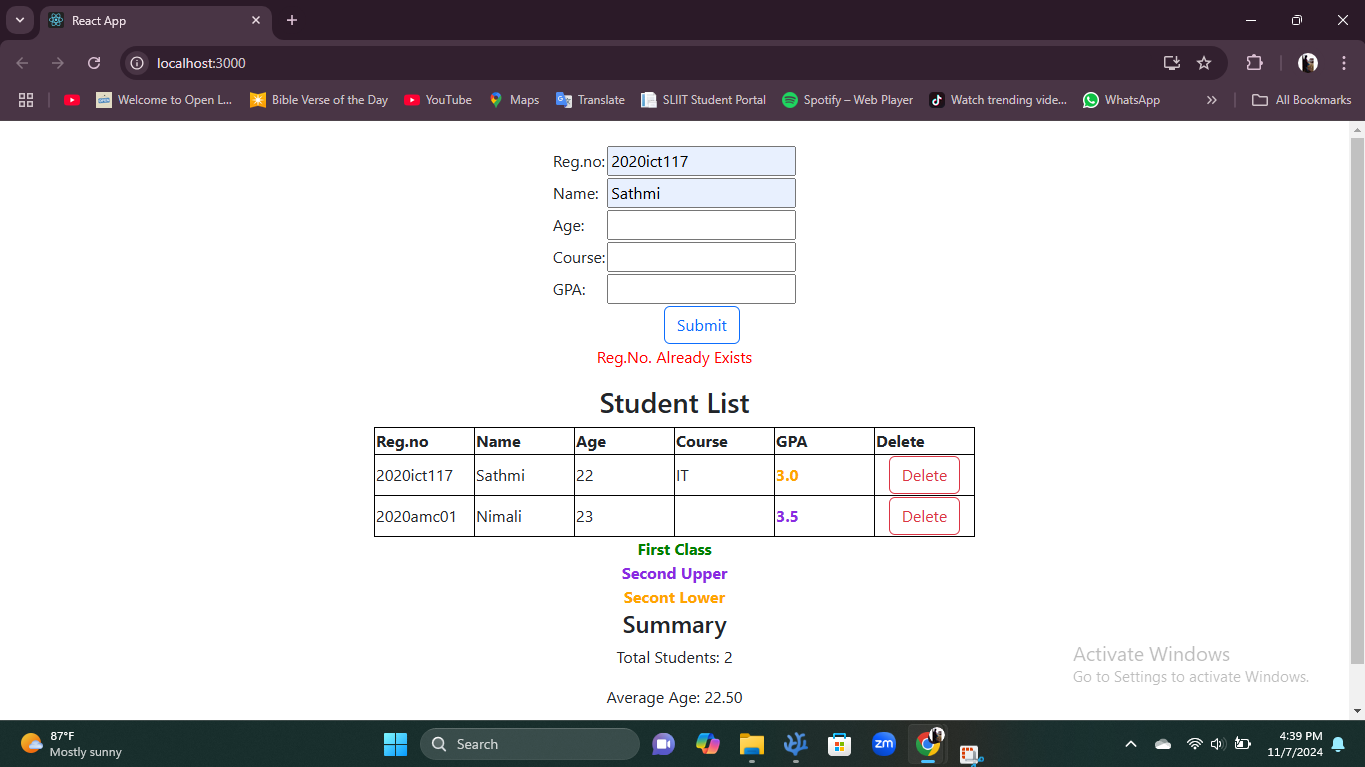 React App
localhost:3000
Welcome to Open L... Bible Verse of the Day YouTube Maps Translate SLIIT Student Portal Spotify – Web Player Watch trending vide... WhatsApp » All Bookmarks
Reg.no: 2020ict117
Name: Sathmi
Age:
Course:
GPA:
Submit
Reg.No. Already Exists
Student List
Reg.no Name Age Course GPA Delete
2020ict117 Sathmi 22 IT 3.0 Delete
2020amc01 Nimali 23 3.5 Delete
First Class
Second Upper
Secont Lower
Summary
Total Students: 2
Average Age: 22.50
Activate Windows
Go to Settings to activate Windows.
87°F
Mostly sunny
Search
zm
4:39 PM
11/7/2024